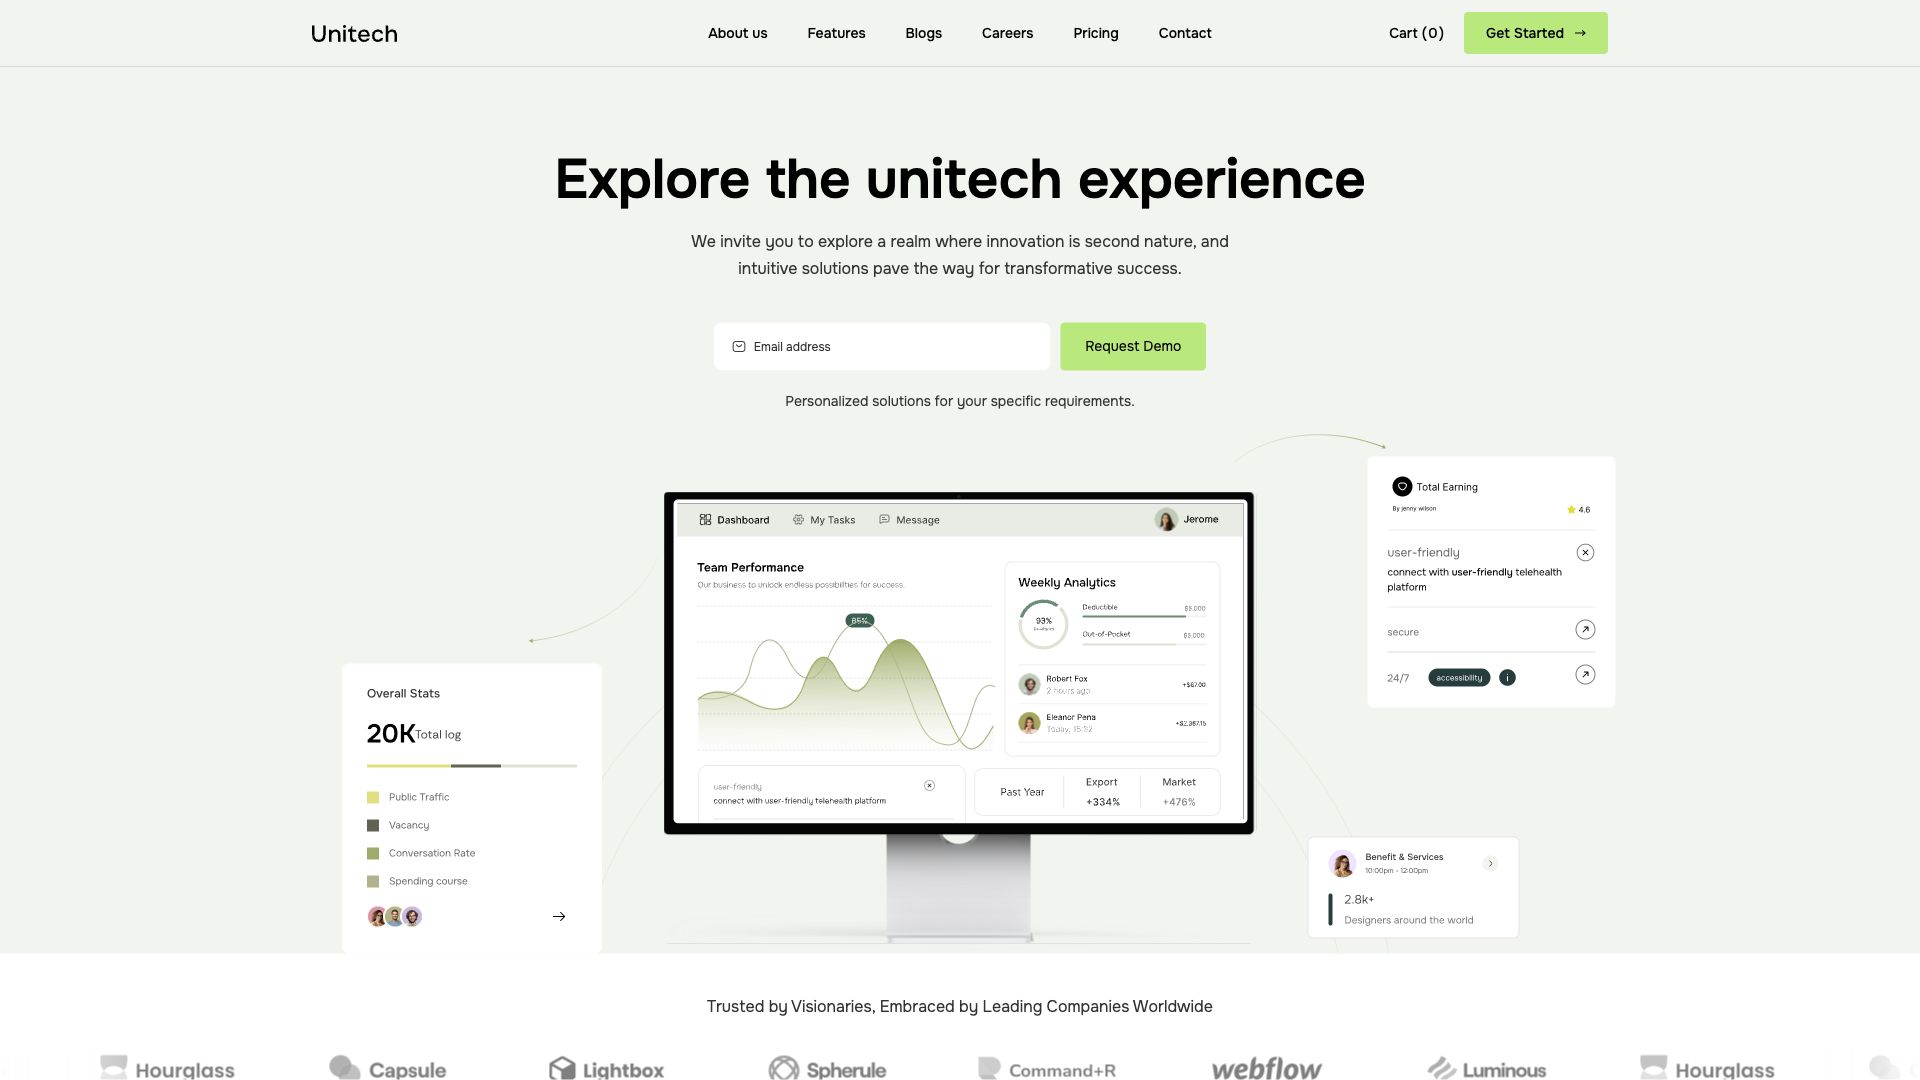 Unitech
About us
Features
Blogs
Careers
Pricing
Contact
Cart (0)
Get Started
Explore the unitech experience
We invite you to explore a realm where innovation is second nature, and
intuitive solutions pave the way for transformative success.
Email address
Request Demo
Personalized solutions for your specific requirements.
Total Earning
By jenny wilson
4.6
user-friendly
connect with user-friendly telehealth
platform
secure
24/7
accessibility
i
Dashboard
My Tasks
Message
Jerome
Team Performance
Our business to unlock endless possibilities for success.
85%
Weekly Analytics
93%
Deductible
$3,000
Out-of-Pocket
$5,000
Robert Fox
2 hours ago
+$67.00
Eleanor Pena
Today, 15:32
+$2,367.15
user-friendly
connect with user-friendly telehealth platform
Past Year
Export
+334%
Market
+476%
Overall Stats
20K Total log
Public Traffic
Vacancy
Conversation Rate
Spending course
Benefit & Services
10:00pm - 12:00pm
2.8k+
Designers around the world
Trusted by Visionaries, Embraced by Leading Companies Worldwide
Hourglass
Capsule
Lightbox
Spherule
Command+R
webflow
Luminous
Hourglass